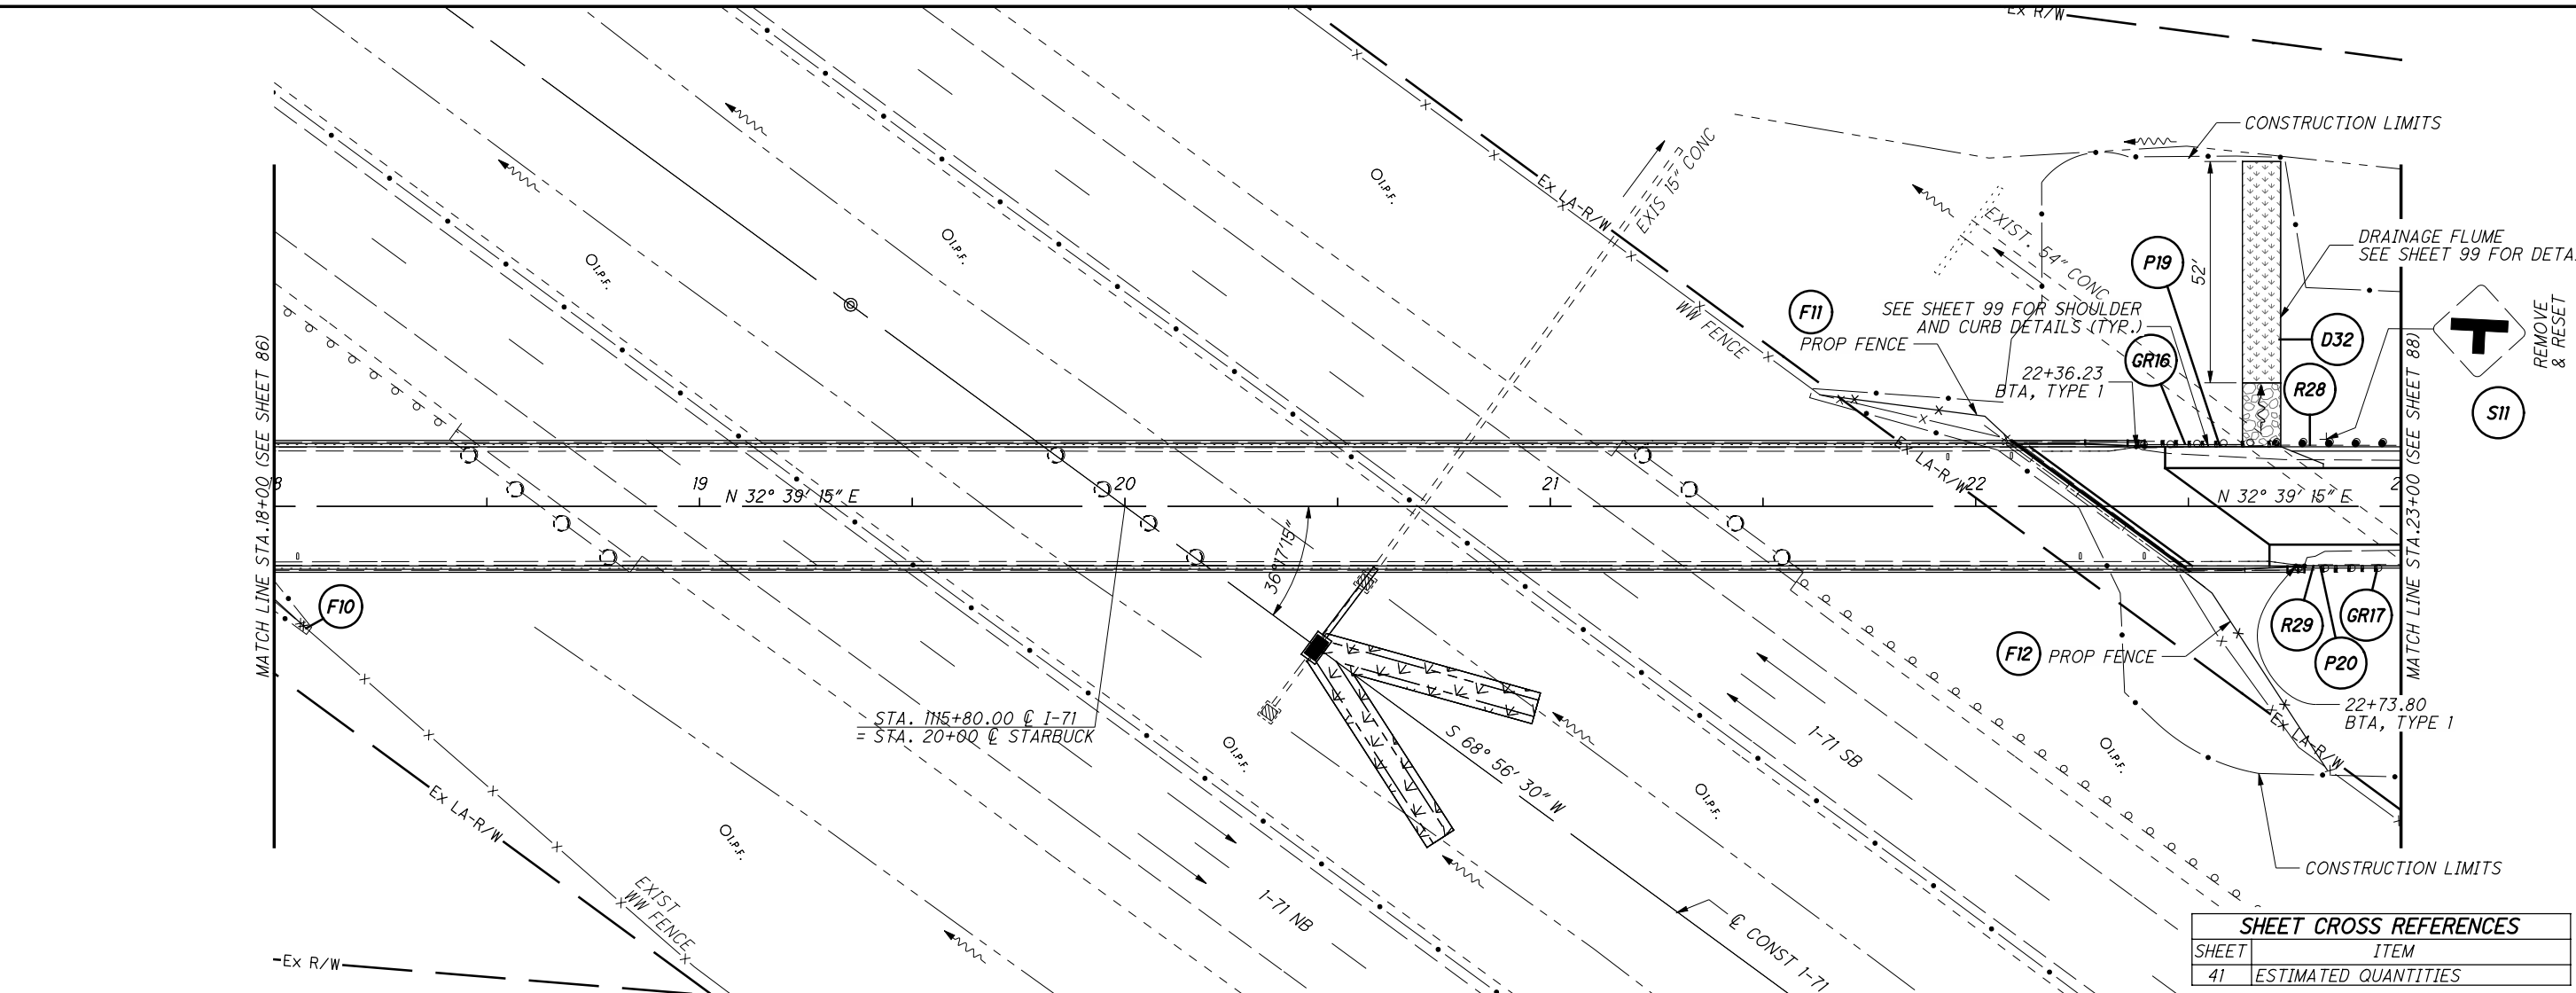 Ex R/W
CONSTRUCTION LIMITS
EXIS 15" CONC
Ex LA-R/W
O I.P.F.
O I.P.F.
O I.P.F.
EXIST. 54" CONC
P19
52'
DRAINAGE FLUME
SEE SHEET 99 FOR DETA
F11
SEE SHEET 99 FOR SHOULDER
AND CURB DETAILS (TYP.)
WW FENCE
PROP FENCE
GR16
D32
REMOVE
& RESET
22+36.23
BTA, TYPE 1
R28
S11
MATCH LINE STA.18+00 (SEE SHEET 86)
MATCH LINE STA.23+00 (SEE SHEET 88)
Ex LA-R/W
18
19
20
21
22
2
N 32° 39' 15" E
N 32° 39' 15" E
36°17'15"
F10
R29
GR17
P20
F12
PROP FENCE
22+73.80
BTA, TYPE 1
STA. 1115+80.00 ℄ I-71
= STA. 20+00 ℄ STARBUCK
S 68° 56' 30" W
I-71 SB
Ex LA-R/W
O I.P.F.
O I.P.F.
O I.P.F.
O I.P.F.
Ex LA-R/W
CONSTRUCTION LIMITS
EXIST
WW FENCE
I-71 NB
℄ CONST I-71
Ex R/W
SHEET CROSS REFERENCES
SHEET ITEM
41 ESTIMATED QUANTITIES